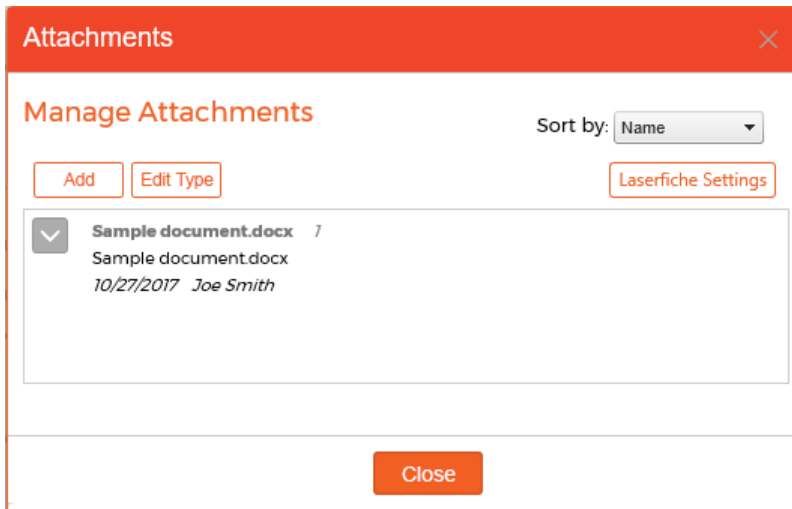 Attachments
Manage Attachments
Sort by: Name
Add Edit Type Laserfiche Settings
Sample document.docx 1
Sample document.docx
10/27/2017 Joe Smith
Close